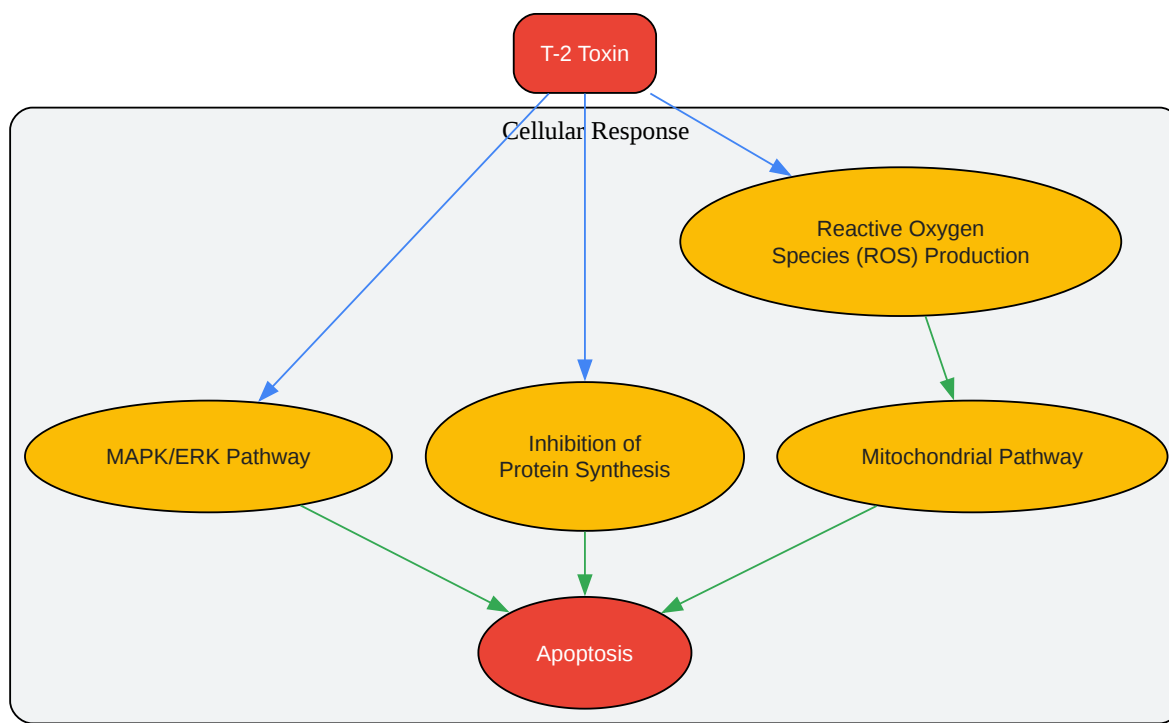 T-2 Toxin
Cellular Response
Reactive Oxygen
Species (ROS) Production
MAPK/ERK Pathway
Inhibition of
Protein Synthesis
Mitochondrial Pathway
Apoptosis